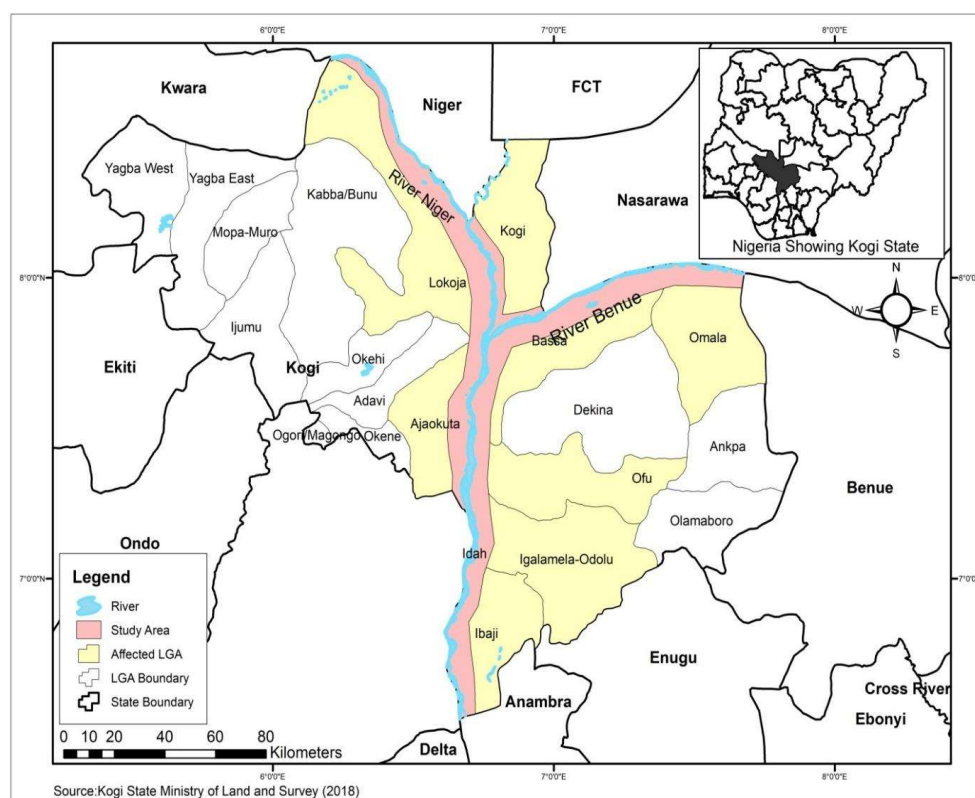 6°0'0"E
7°0'0"E
8°0'0"E
Kwara
Niger
FCT
Nasarawa
Nigeria Showing Kogi State
Yagba West
Yagba East
Kabba/Bunu
Mopa-Muro
River Niger
Kogi
8°0'0"N
8°0'0"N
N
W
E
S
Lokoja
Ijumu
River Benue
Bassa
Omala
Ekiti
Kogi
Okehi
Adavi
Ajaokuta
Dekina
Ogori/Magongo
Okene
Ankpa
Ofu
Benue
Olamaboro
Ondo
Idah
Igalamela-Odolu
7°0'0"N
7°0'0"N
Ibaji
Enugu
Anambra
Cross River
Ebonyi
Delta
Legend
River
Study Area
Affected LGA
LGA Boundary
State Boundary
0 10 20 40 60 80
Kilometers
6°0'0"E
7°0'0"E
8°0'0"E
Source:Kogi State Ministry of Land and Survey (2018)